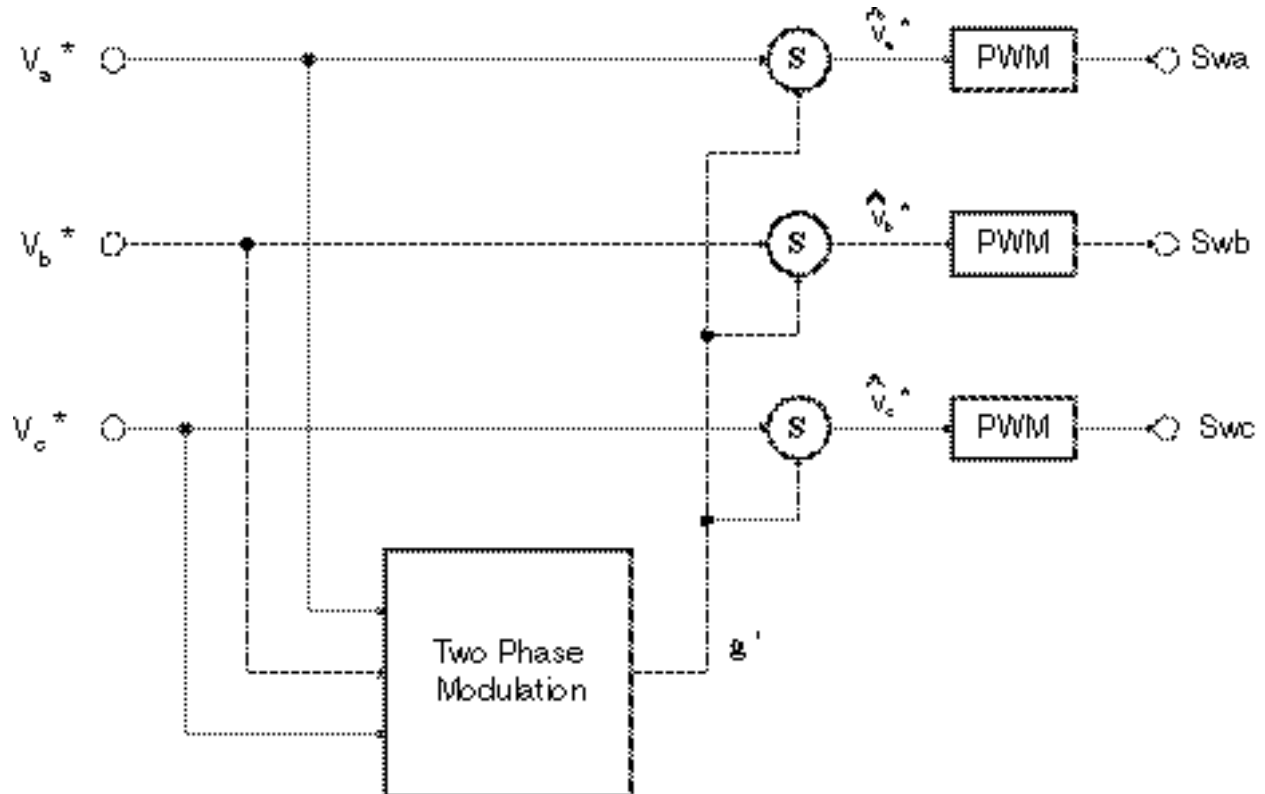 Va* S V̂a* PWM Swa
Vb* S V̂b* PWM Swb
Vc* S V̂c* PWM Swc
Two Phase
Modulation
g'